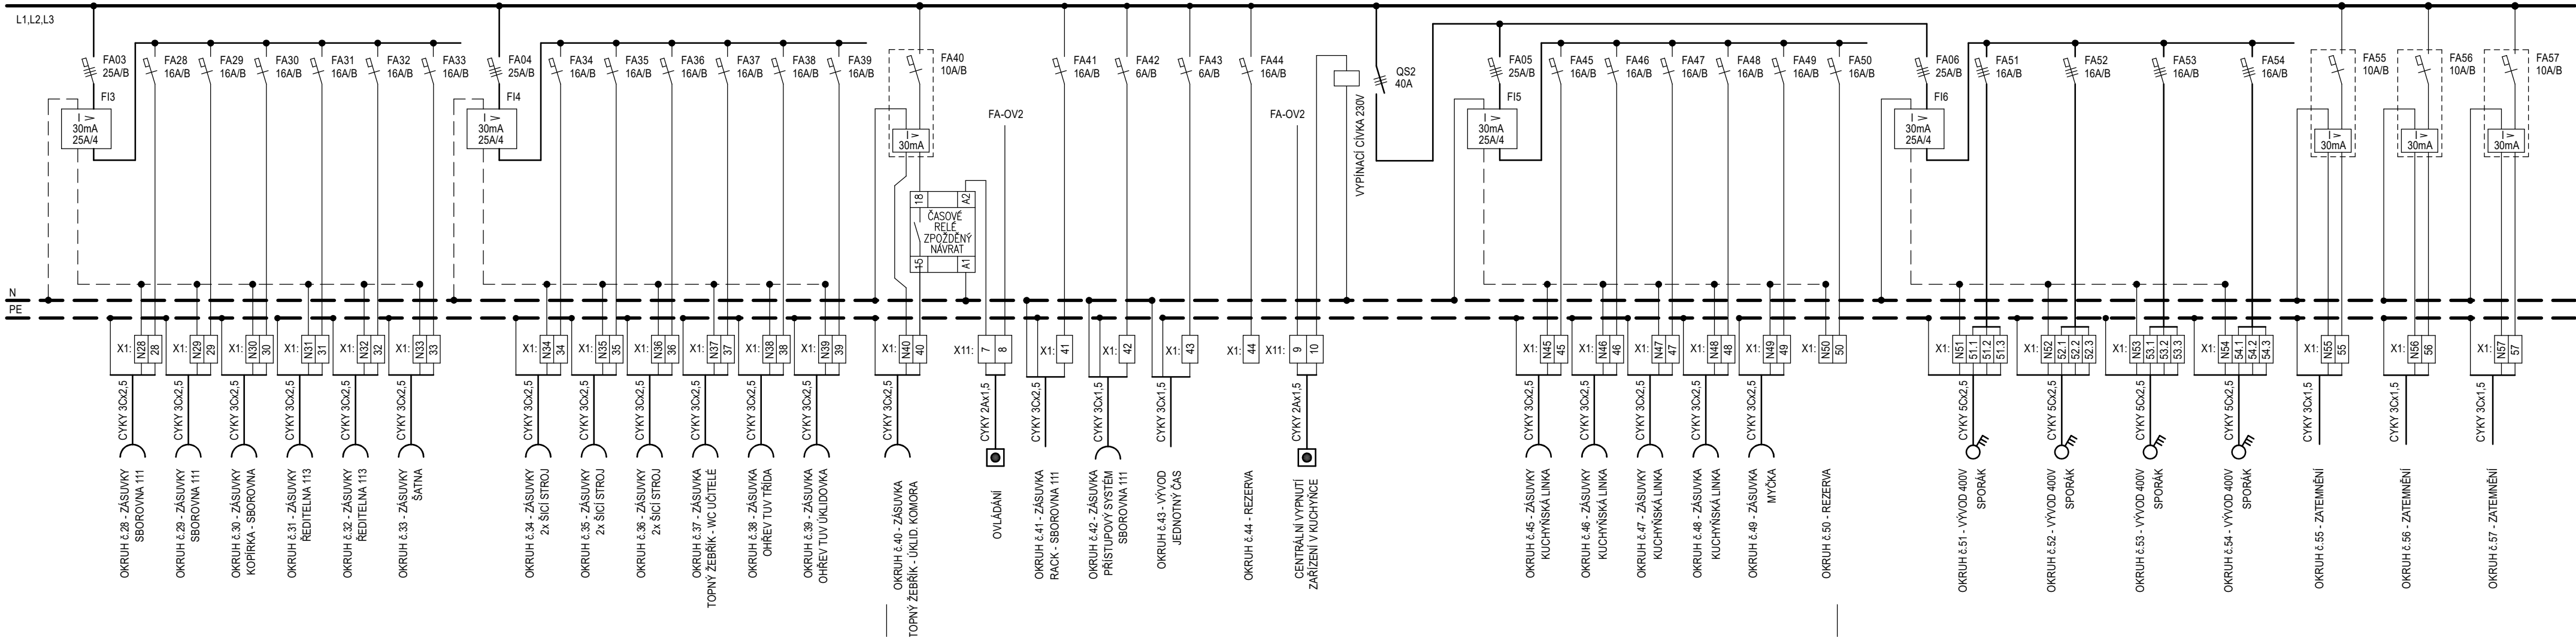 L1,L2,L3
FA03
25A/B
FI3
I >
30mA
25A/4
FA28
16A/B
FA29
16A/B
FA30
16A/B
FA31
16A/B
FA32
16A/B
FA33
16A/B
FA04
25A/B
FI4
I >
30mA
25A/4
FA34
16A/B
FA35
16A/B
FA36
16A/B
FA37
16A/B
FA38
16A/B
FA39
16A/B
FA40
10A/B
I >
30mA
18
A2
ČASOVÉ
RELÉ
ZPOŽDĚNÝ
NÁVRAT
15
A1
FA-OV2
FA41
16A/B
FA42
6A/B
FA43
6A/B
FA44
16A/B
FA-OV2
VYPÍNACÍ CÍVKA 230V
QS2
40A
FA05
25A/B
FI5
I >
30mA
25A/4
FA45
16A/B
FA46
16A/B
FA47
16A/B
FA48
16A/B
FA49
16A/B
FA50
16A/B
FA06
25A/B
FI6
I >
30mA
25A/4
FA51
16A/B
FA52
16A/B
FA53
16A/B
FA54
16A/B
FA55
10A/B
I >
30mA
FA56
10A/B
I >
30mA
FA57
10A/B
I >
30mA
N
PE
X1: N28 28
X1: N29 29
X1: N30 30
X1: N31 31
X1: N32 32
X1: N33 33
X1: N34 34
X1: N35 35
X1: N36 36
X1: N37 37
X1: N38 38
X1: N39 39
X1: N40 40
X11: 7 8
X1: 41
X1: 42
X1: 43
X1: 44
X11: 9 10
X1: N45 45
X1: N46 46
X1: N47 47
X1: N48 48
X1: N49 49
X1: N50 50
X1: N51 51.1 51.2 51.3
X1: N52 52.1 52.2 52.3
X1: N53 53.1 53.2 53.3
X1: N54 54.1 54.2 54.3
X1: N55 55
X1: N56 56
X1: N57 57
CYKY 3Cx2,5
CYKY 3Cx2,5
CYKY 3Cx2,5
CYKY 3Cx2,5
CYKY 3Cx2,5
CYKY 3Cx2,5
CYKY 3Cx2,5
CYKY 3Cx2,5
CYKY 3Cx2,5
CYKY 3Cx2,5
CYKY 3Cx2,5
CYKY 3Cx2,5
CYKY 3Cx2,5
CYKY 2Ax1,5
CYKY 3Cx2,5
CYKY 3Cx1,5
CYKY 3Cx1,5
CYKY 2Ax1,5
CYKY 3Cx2,5
CYKY 3Cx2,5
CYKY 3Cx2,5
CYKY 3Cx2,5
CYKY 3Cx2,5
CYKY 5Cx2,5
CYKY 5Cx2,5
CYKY 5Cx2,5
CYKY 5Cx2,5
CYKY 3Cx1,5
CYKY 3Cx1,5
CYKY 3Cx1,5
OKRUH č.28 - ZÁSUVKY
SBOROVNA 111
OKRUH č.29 - ZÁSUVKY
SBOROVNA 111
OKRUH č.30 - ZÁSUVKA
KOPÍRKA - SBOROVNA
OKRUH č.31 - ZÁSUVKY
ŘEDITELNA 113
OKRUH č.32 - ZÁSUVKY
ŘEDITELNA 113
OKRUH č.33 - ZÁSUVKY
ŠATNA
OKRUH č.34 - ZÁSUVKY
2x ŠICÍ STROJ
OKRUH č.35 - ZÁSUVKY
2x ŠICÍ STROJ
OKRUH č.36 - ZÁSUVKY
2x ŠICÍ STROJ
OKRUH č.37 - ZÁSUVKA
TOPNÝ ŽEBŘÍK - WC UČITELÉ
OKRUH č.38 - ZÁSUVKA
OHŘEV TUV TŘÍDA
OKRUH č.39 - ZÁSUVKA
OHŘEV TUV ÚKLIDOVKA
OKRUH č.40 - ZÁSUVKA
TOPNÝ ŽEBŘÍK - ÚKLID. KOMORA
OVLÁDÁNÍ
OKRUH č.41 - ZÁSUVKA
RACK - SBOROVNA 111
OKRUH č.42 - ZÁSUVKA
PŘÍSTUPOVÝ SYSTÉM
SBOROVNA 111
OKRUH č.43 - VÝVOD
JEDNOTNÝ ČAS
OKRUH č.44 - REZERVA
CENTRÁLNÍ VYPNUTÍ
ZAŘÍZENÍ V KUCHYŇCE
OKRUH č.45 - ZÁSUVKY
KUCHYŇSKÁ LINKA
OKRUH č.46 - ZÁSUVKA
KUCHYŇSKÁ LINKA
OKRUH č.47 - ZÁSUVKY
KUCHYŇSKÁ LINKA
OKRUH č.48 - ZÁSUVKA
KUCHYŇSKÁ LINKA
OKRUH č.49 - ZÁSUVKA
MYČKA
OKRUH č.50 - REZERVA
OKRUH č.51 - VÝVOD 400V
SPORÁK
OKRUH č.52 - VÝVOD 400V
SPORÁK
OKRUH č.53 - VÝVOD 400V
SPORÁK
OKRUH č.54 - VÝVOD 400V
SPORÁK
OKRUH č.55 - ZATEMNĚNÍ
OKRUH č.56 - ZATEMNĚNÍ
OKRUH č.57 - ZATEMNĚNÍ